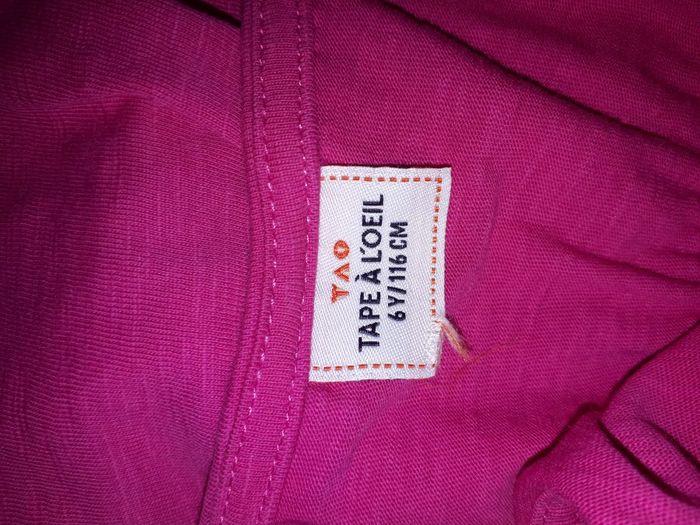 TAO
TAPE À L'OEIL
6Y/116 CM